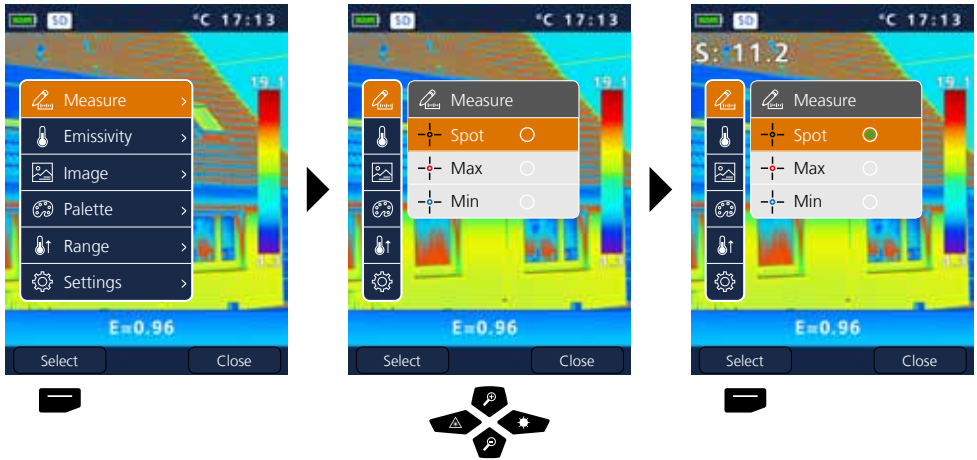 SD °C 17:13
19.1
Measure
Emissivity
Image
Palette
Range
Settings
E=0.96
Select Close
SD °C 17:13
19.1
Measure
Spot
Max
Min
E=0.96
Select Close
SD °C 17:13
S: 11.2
19.1
Measure
Spot
Max
Min
E=0.96
Select Close